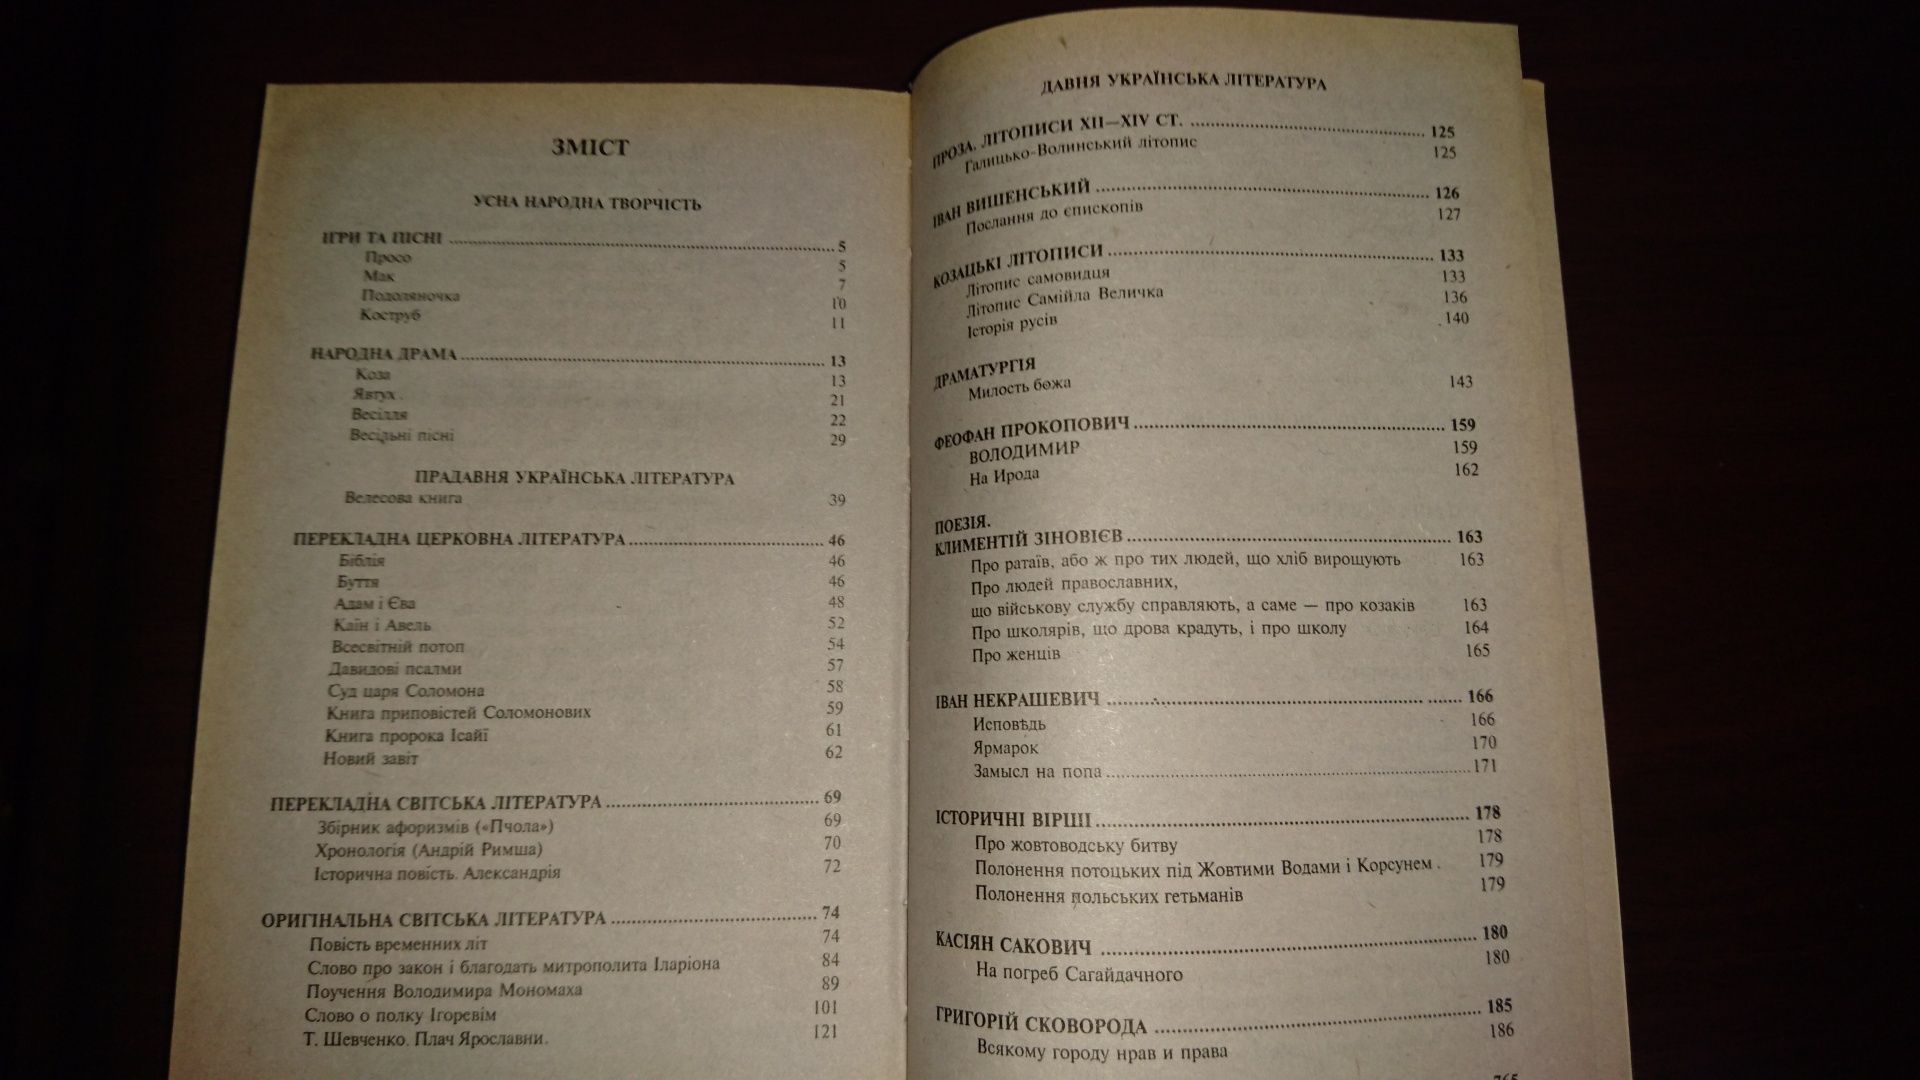 ЗМІСТ
УСНА НАРОДНА ТВОРЧІСТЬ
ІГРИ ТА ПІСНІ ........ 5
Просо 5
Мак 7
Подоляночка 10
Коструб 11
НАРОДНА ДРАМА ........ 13
Коза 13
Явтух . 21
Весілля 22
Весільні пісні 29
ПРАДАВНЯ УКРАЇНСЬКА ЛІТЕРАТУРА
Велесова книга 39
ПЕРЕКЛАДНА ЦЕРКОВНА ЛІТЕРАТУРА ........ 46
Біблія 46
Буття 46
Адам і Єва 48
Каїн і Авель 52
Всесвітній потоп 54
Давидові псалми 57
Суд царя Соломона 58
Книга приповістей Соломонових 59
Книга пророка Ісайї 61
Новий завіт 62
ПЕРЕКЛАДНА СВІТСЬКА ЛІТЕРАТУРА ........ 69
Збірник афоризмів («Пчола») 69
Хронологія (Андрій Римша) 70
Історична повість. Александрія 72
ОРИГІНАЛЬНА СВІТСЬКА ЛІТЕРАТУРА ........ 74
Повість временних літ 74
Слово про закон і благодать митрополита Іларіона 84
Поучення Володимира Мономаха 89
Слово о полку Ігоревім 101
Т. Шевченко. Плач Ярославни. 121
ДАВНЯ УКРАЇНСЬКА ЛІТЕРАТУРА
ПРОЗА. ЛІТОПИСИ XII—XIV СТ. ........ 125
Галицько-Волинський літопис 125
ІВАН ВИШЕНСЬКИЙ ........ 126
Послання до єпископів 127
КОЗАЦЬКІ ЛІТОПИСИ ........ 133
Літопис самовидця 133
Літопис Самійла Величка 136
Історія русів 140
ДРАМАТУРГІЯ
Милость божа 143
ФЕОФАН ПРОКОПОВИЧ ........ 159
ВОЛОДИМИР 159
На Ирода 162
ПОЕЗІЯ.
КЛИМЕНТІЙ ЗІНОВІЄВ ........ 163
Про ратаїв, або ж про тих людей, що хліб вирощують 163
Про людей православних,
що військову службу справляють, а саме — про козаків 163
Про школярів, що дрова крадуть, і про школу 164
Про женців 165
ІВАН НЕКРАШЕВИЧ ........ 166
Исповѣдь 166
Ярмарок 170
Замысл на попа ........ 171
ІСТОРИЧНІ ВІРШІ ........ 178
Про жовтоводську битву 178
Полонення потоцьких під Жовтими Водами і Корсунем . 179
Полонення польських гетьманів 179
КАСІЯН САКОВИЧ ........ 180
На погреб Сагайдачного 180
ГРИГОРІЙ СКОВОРОДА ........ 185
Всякому городу нрав и права 186
765